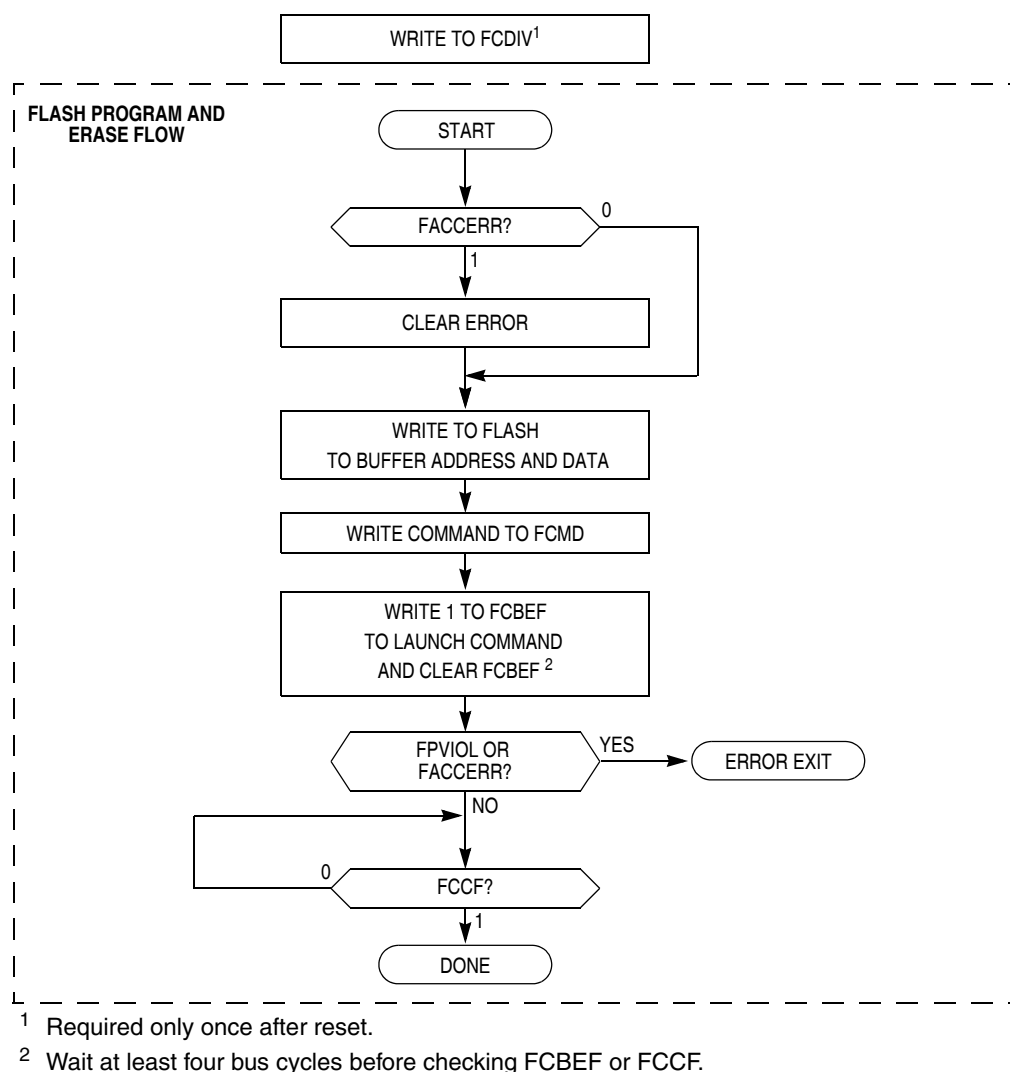 WRITE TO FCDIV1
FLASH PROGRAM AND
ERASE FLOW
START
FACCERR?
0
1
CLEAR ERROR
WRITE TO FLASH
TO BUFFER ADDRESS AND DATA
WRITE COMMAND TO FCMD
WRITE 1 TO FCBEF
TO LAUNCH COMMAND
AND CLEAR FCBEF 2
FPVIOL OR
FACCERR?
YES
ERROR EXIT
NO
0
FCCF?
1
DONE
1 Required only once after reset.
2 Wait at least four bus cycles before checking FCBEF or FCCF.